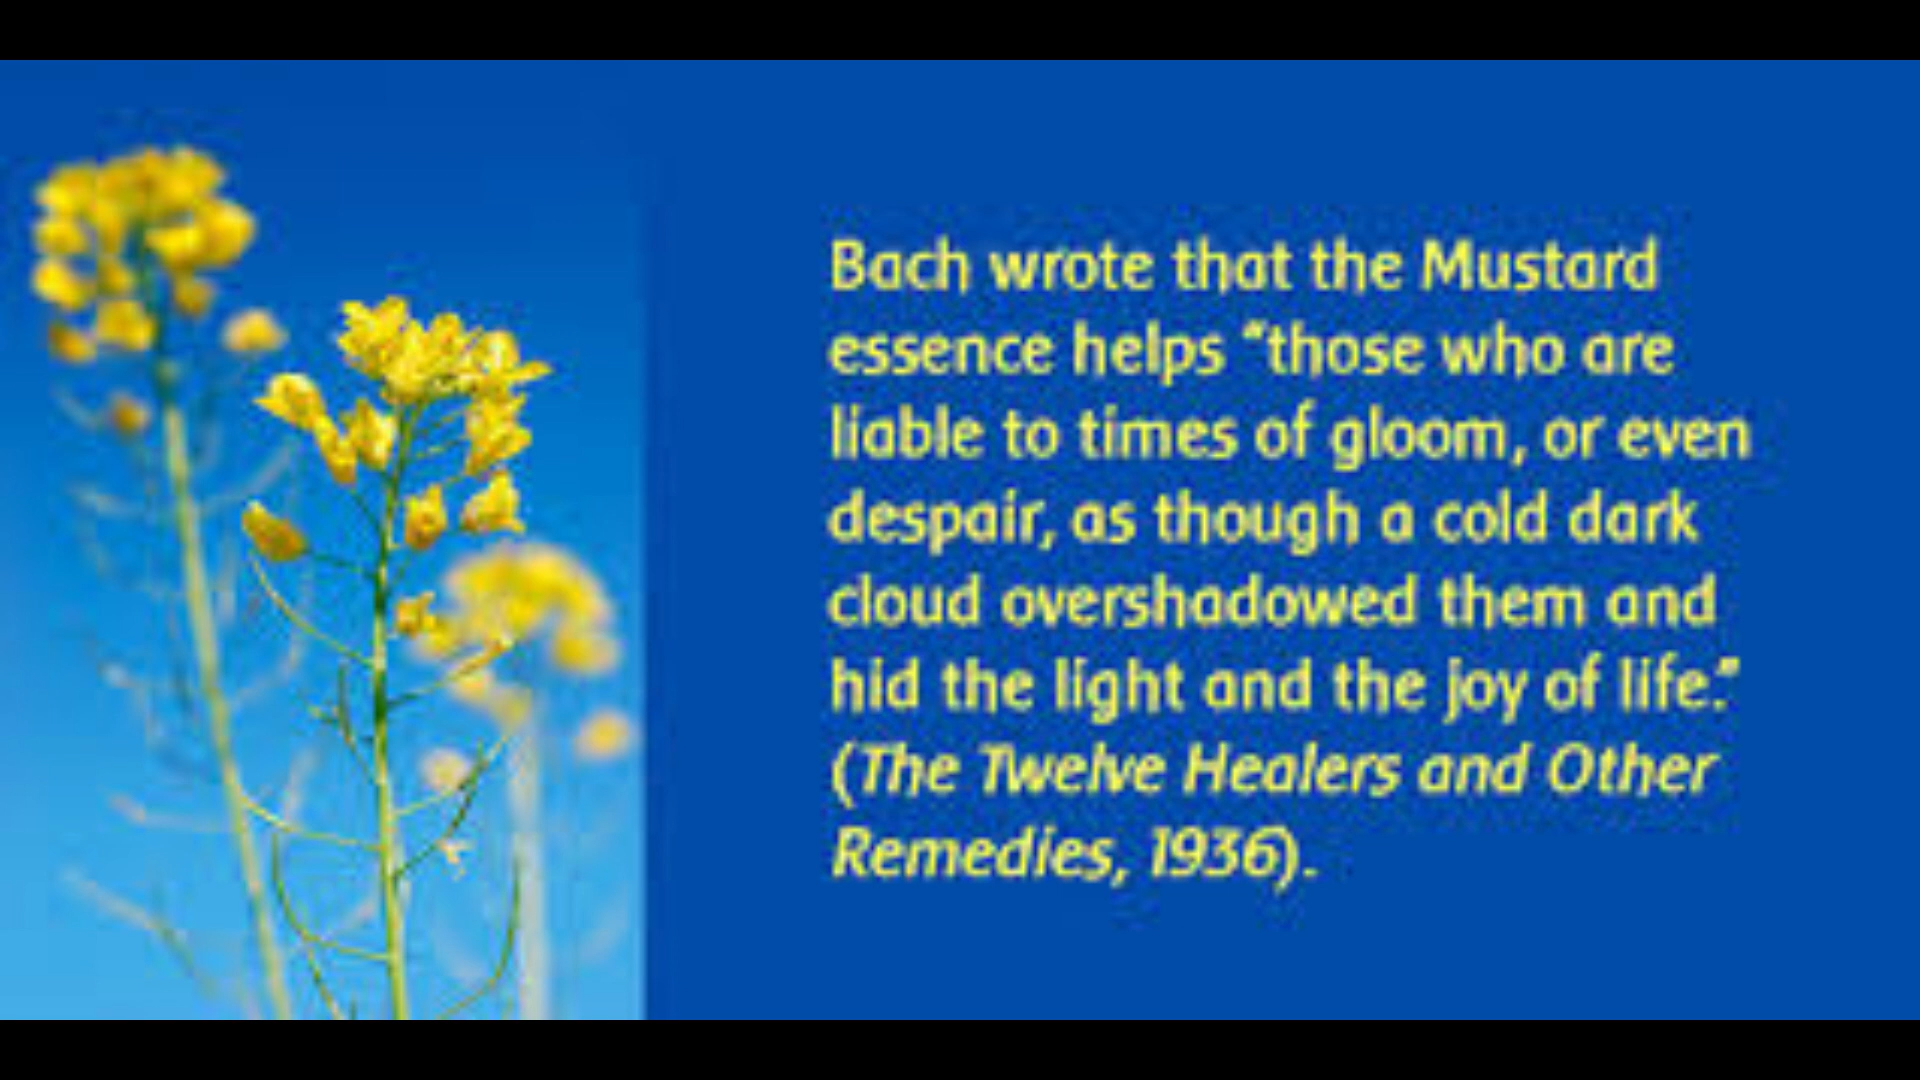 Bach wrote that the Mustard
essence helps “those who are
liable to times of gloom, or even
despair, as though a cold dark
cloud overshadowed them and
hid the light and the joy of life.”
(The Twelve Healers and Other
Remedies, 1936).